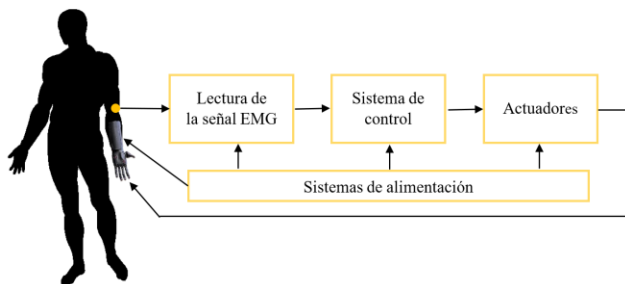 Lectura de
la señal EMG
Sistema de
control
Actuadores
Sistemas de alimentación